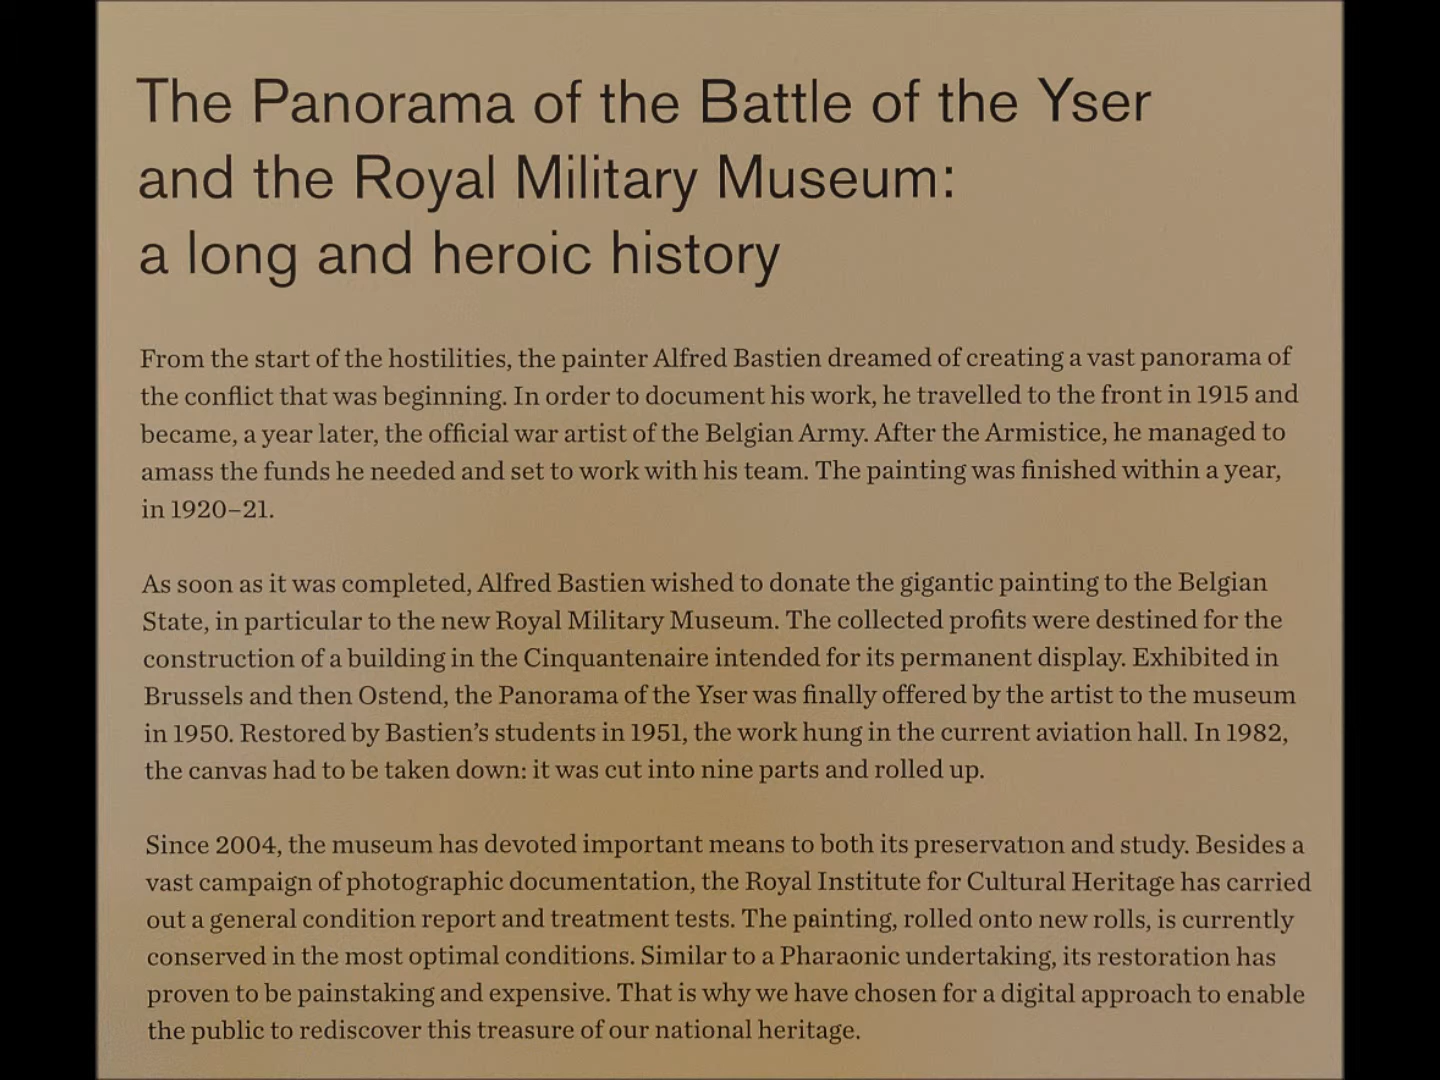 The Panorama of the Battle of the Yser
and the Royal Military Museum:
a long and heroic history
From the start of the hostilities, the painter Alfred Bastien dreamed of creating a vast panorama of
the conflict that was beginning. In order to document his work, he travelled to the front in 1915 and
became, a year later, the official war artist of the Belgian Army. After the Armistice, he managed to
amass the funds he needed and set to work with his team. The painting was finished within a year,
in 1920–21.
As soon as it was completed, Alfred Bastien wished to donate the gigantic painting to the Belgian
State, in particular to the new Royal Military Museum. The collected profits were destined for the
construction of a building in the Cinquantenaire intended for its permanent display. Exhibited in
Brussels and then Ostend, the Panorama of the Yser was finally offered by the artist to the museum
in 1950. Restored by Bastien’s students in 1951, the work hung in the current aviation hall. In 1982,
the canvas had to be taken down: it was cut into nine parts and rolled up.
Since 2004, the museum has devoted important means to both its preservation and study. Besides a
vast campaign of photographic documentation, the Royal Institute for Cultural Heritage has carried
out a general condition report and treatment tests. The painting, rolled onto new rolls, is currently
conserved in the most optimal conditions. Similar to a Pharaonic undertaking, its restoration has
proven to be painstaking and expensive. That is why we have chosen for a digital approach to enable
the public to rediscover this treasure of our national heritage.